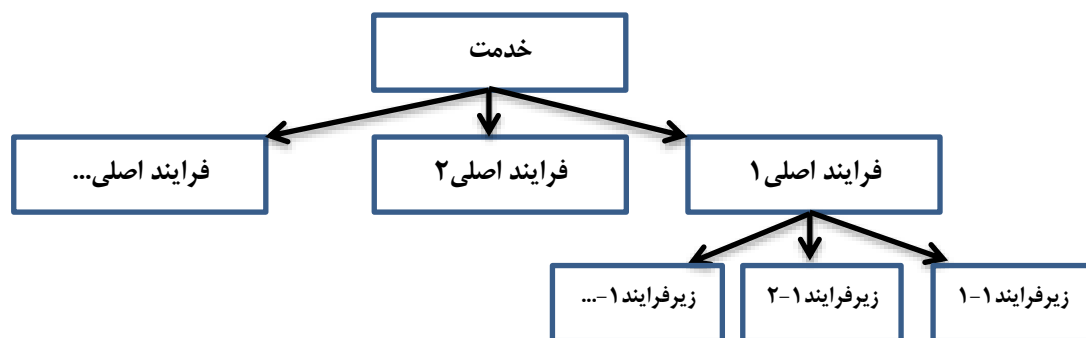 خدمت
فرایند اصلی۱
فرایند اصلی۲
فرایند اصلی...
زیرفرایند۱-۱
زیرفرایند۱-۲
زیرفرایند۱-...